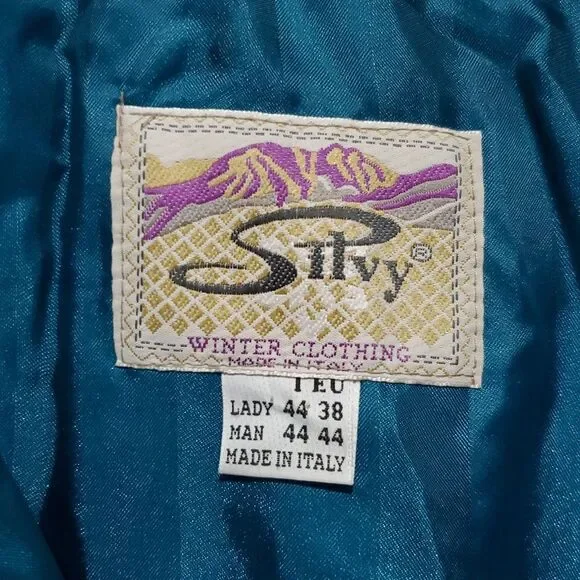 Silvy®
WINTER CLOTHING
MADE IN ITALY
I EU
LADY 44 38
MAN 44 44
MADE IN ITALY